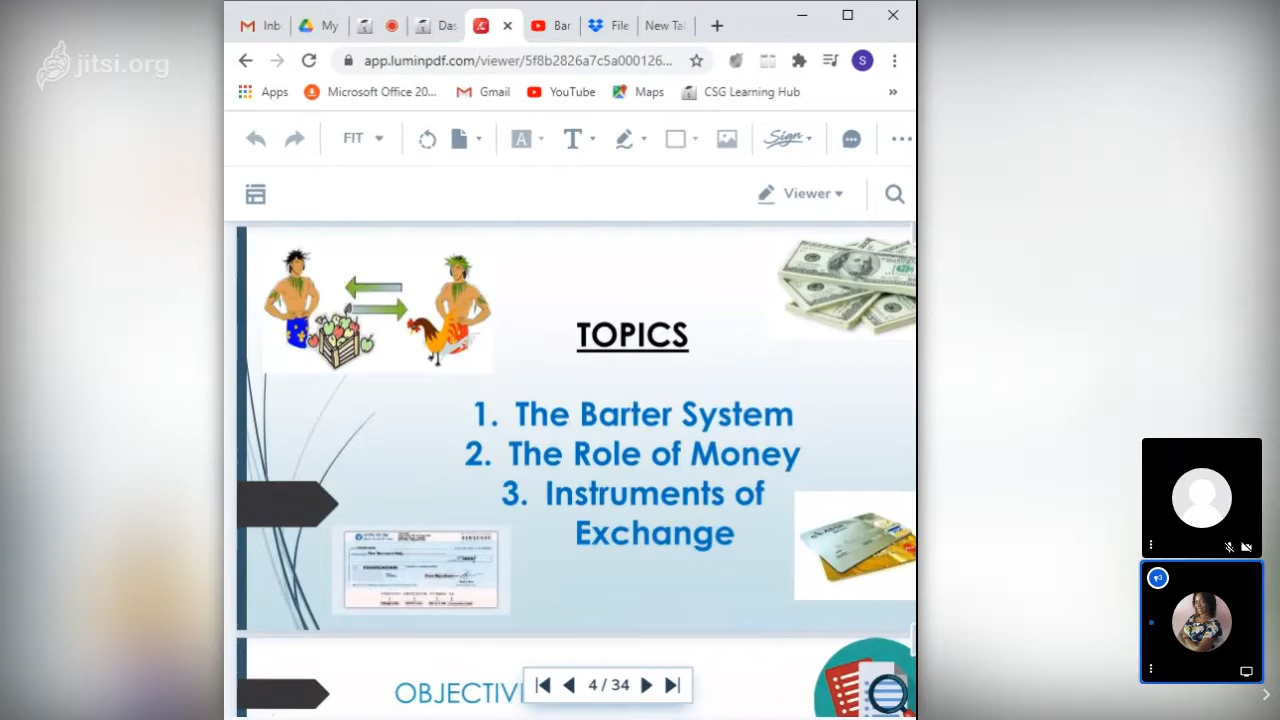 jitsi.org
Inb
My
Das
Bar
File
New Ta
app.luminpdf.com/viewer/5f8b2826a7c5a000126...
S
Apps
Microsoft Office 20...
Gmail
YouTube
Maps
CSG Learning Hub
»
FIT
A
T
Sign
Viewer
TOPICS
1. The Barter System
2. The Role of Money
3. Instruments of
Exchange
OBJECTIV
4 / 34